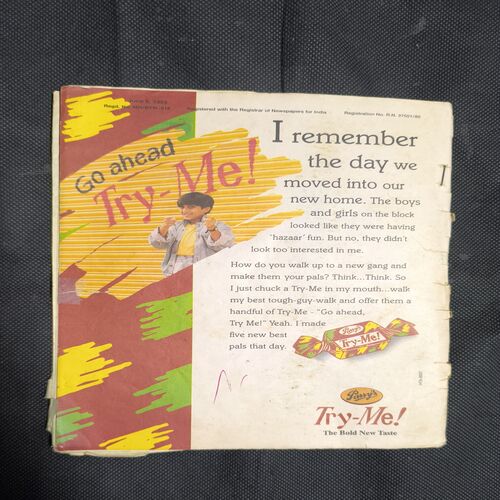 Registered with the Registrar of Newspapers for India
Go ahead
Try-Me!
I remember
the day we
moved into our
new home. The boys
and girls on the block
looked like they were having
'hazaar' fun. But no, they didn't
look too interested in me.
How do you walk up to a new gang and
make them your pals? Think...Think. So
I just chuck a Try-Me in my mouth...walk
my best tough-guy-walk and offer them a
handful of Try-Me - "Go ahead,
Try Me!" Yeah. I made
five new best
pals that day.
Parry's
Try-Me!
Parry's
Try-Me!
The Bold New Taste